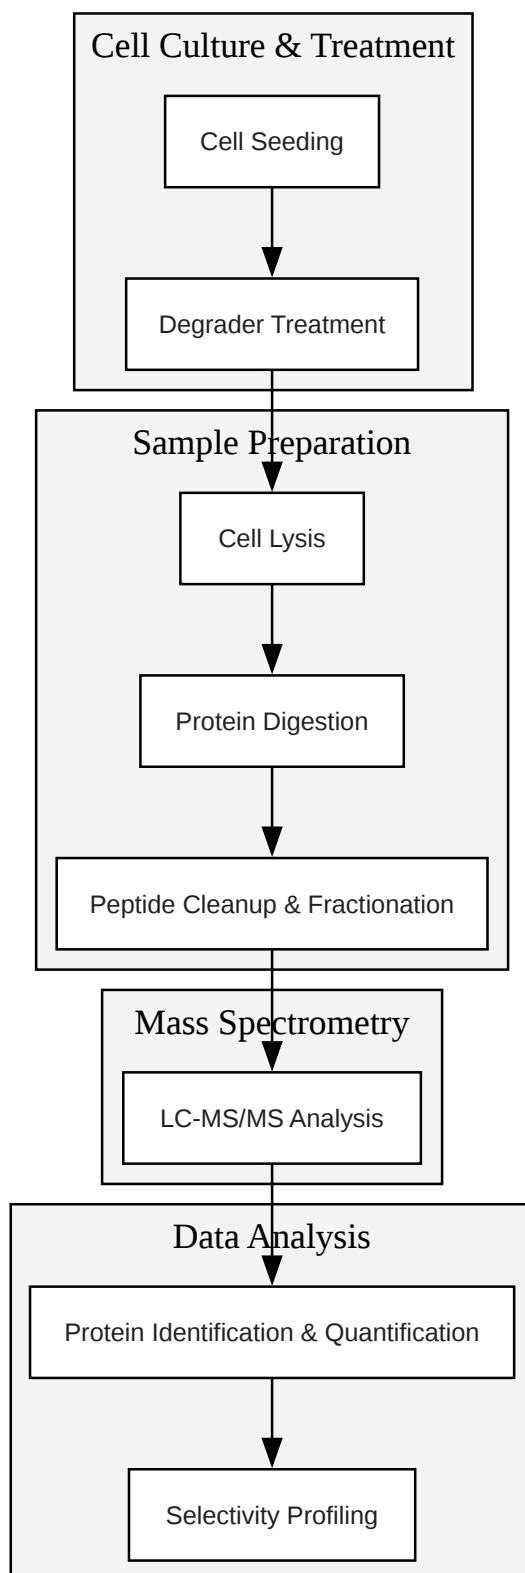 Cell Culture & Treatment
Cell Seeding
Degrader Treatment
Sample Preparation
Cell Lysis
Protein Digestion
Peptide Cleanup & Fractionation
Mass Spectrometry
LC-MS/MS Analysis
Data Analysis
Protein Identification & Quantification
Selectivity Profiling